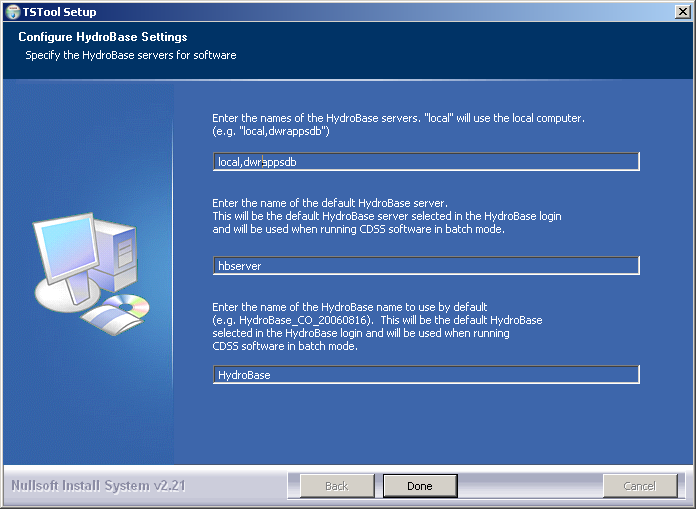 TSTool Setup
Configure HydroBase Settings
Specify the HydroBase servers for software
Enter the names of the HydroBase servers. "local" will use the local computer.
(e.g. "local,dwrappsdb")
local,dwrappsdb
Enter the name of the default HydroBase server.
This will be the default HydroBase server selected in the HydroBase login
and will be used when running CDSS software in batch mode.
hbserver
Enter the name of the HydroBase name to use by default
(e.g. HydroBase_CO_20060816). This will be the default HydroBase
selected in the HydroBase login and will be used when running
CDSS software in batch mode.
HydroBase
Nullsoft Install System v2.21
Back
Done
Cancel